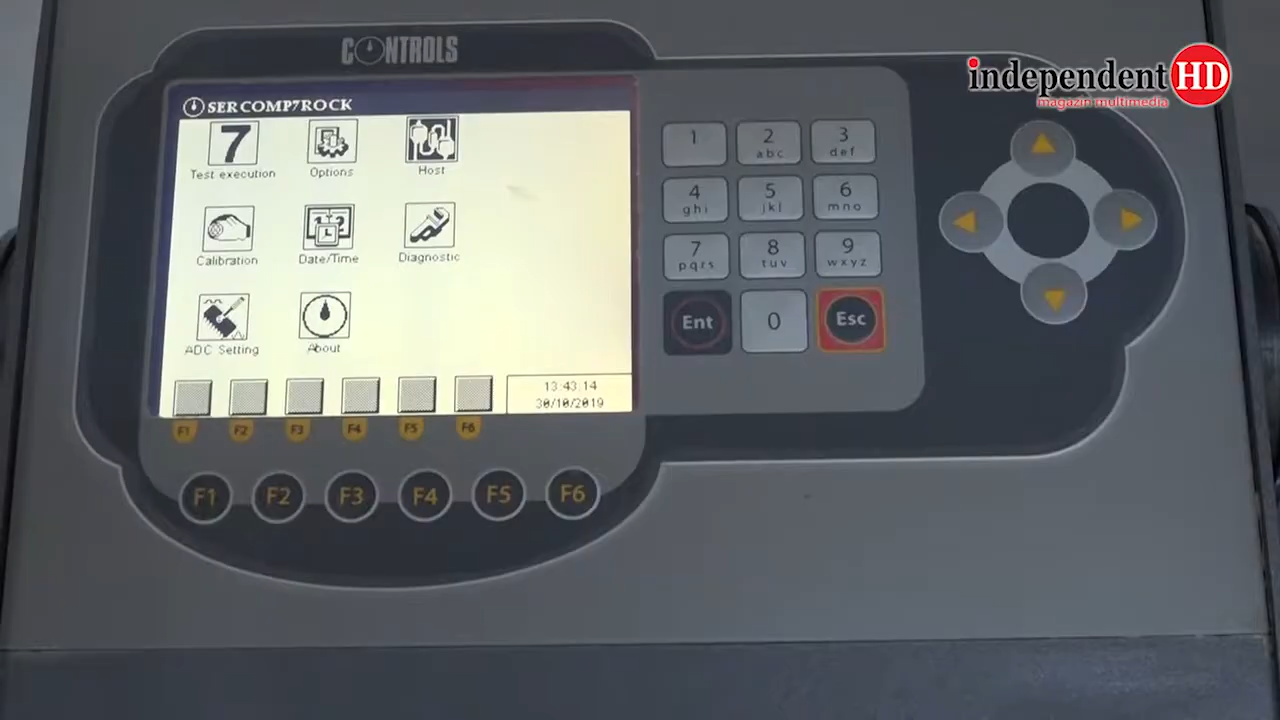 CONTROLS
independent HD
magazin multimedia
SERCOMP7ROCK
7
Test execution
Options
Host
Calibration
Date/Time
Diagnostic
ADC Setting
About
13:43:14
30/10/2019
F1 F2 F3 F4 F5 F6
F1 F2 F3 F4 F5 F6
1 2 3
abc def
4 5 6
ghi jkl mno
7 8 9
pqrs tuv wxyz
Ent 0 Esc